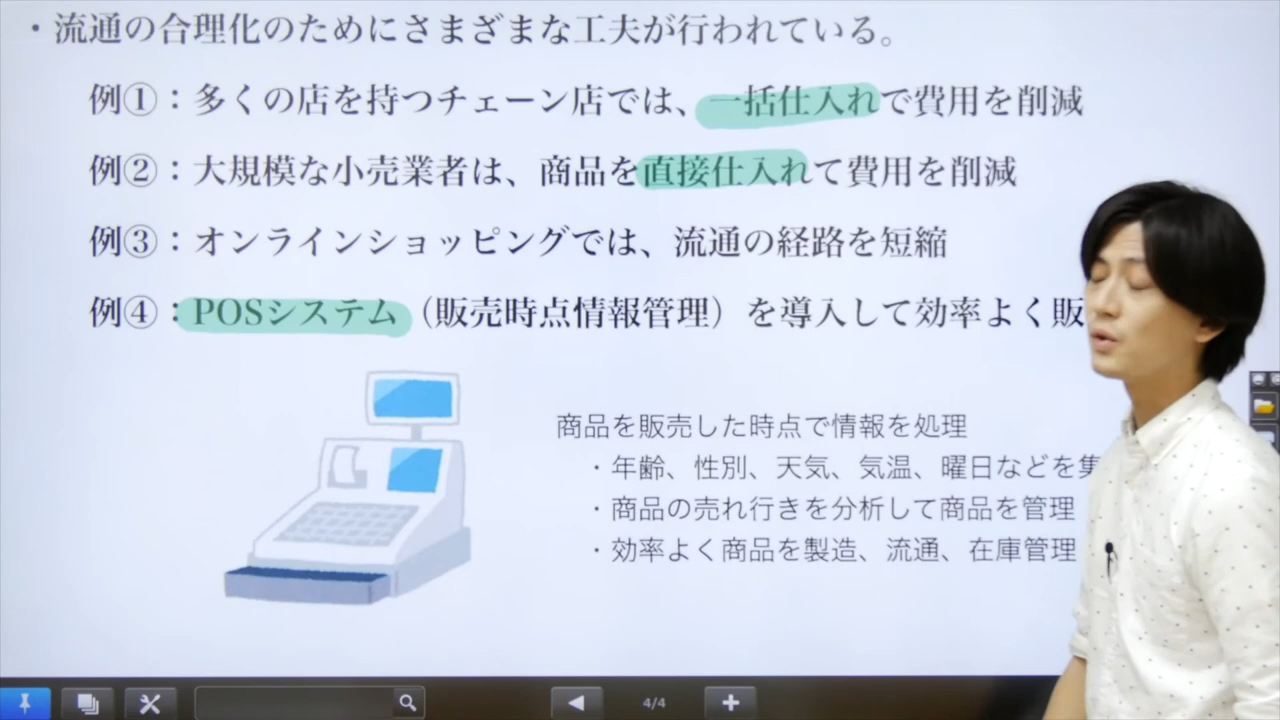 ・流通の合理化のためにさまざまな工夫が行われている。
例①：多くの店を持つチェーン店では、一括仕入れで費用を削減
例②：大規模な小売業者は、商品を直接仕入れて費用を削減
例③：オンラインショッピングでは、流通の経路を短縮
例④：POSシステム（販売時点情報管理）を導入して効率よく販
商品を販売した時点で情報を処理
・年齢、性別、天気、気温、曜日などを集
・商品の売れ行きを分析して商品を管理
・効率よく商品を製造、流通、在庫管理
4/4